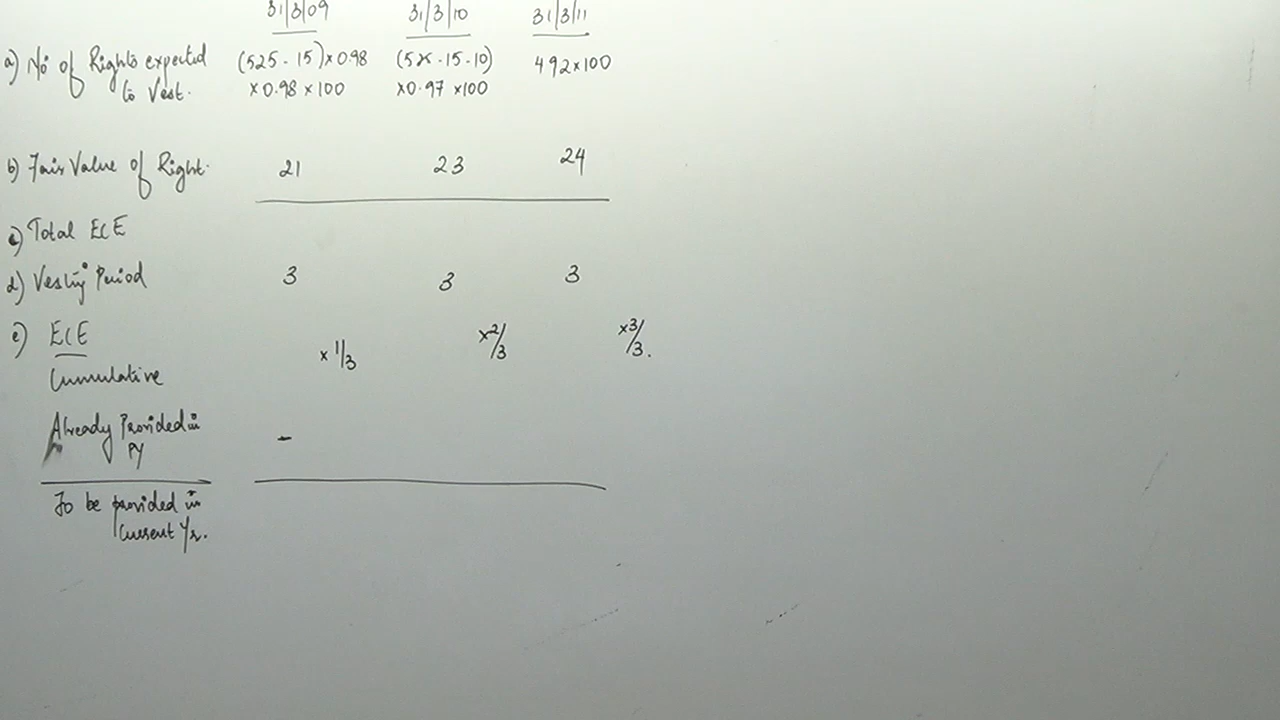 31/3/09 31/3/10 31/3/11
a) No of Rights expected (525 - 15) x 0.98 (525 - 15 - 10) 492 x 100
to Vest. x 0.98 x 100 x0.97 x100
b) Fair Value of Right. 21 23 24
c) Total ECE
d) Vesting Period 3 3 3
e) ECE x 1/3 x 2/3 x 3/3.
Cumulative
Already Provided in -
PY
To be provided in
Current Yr.